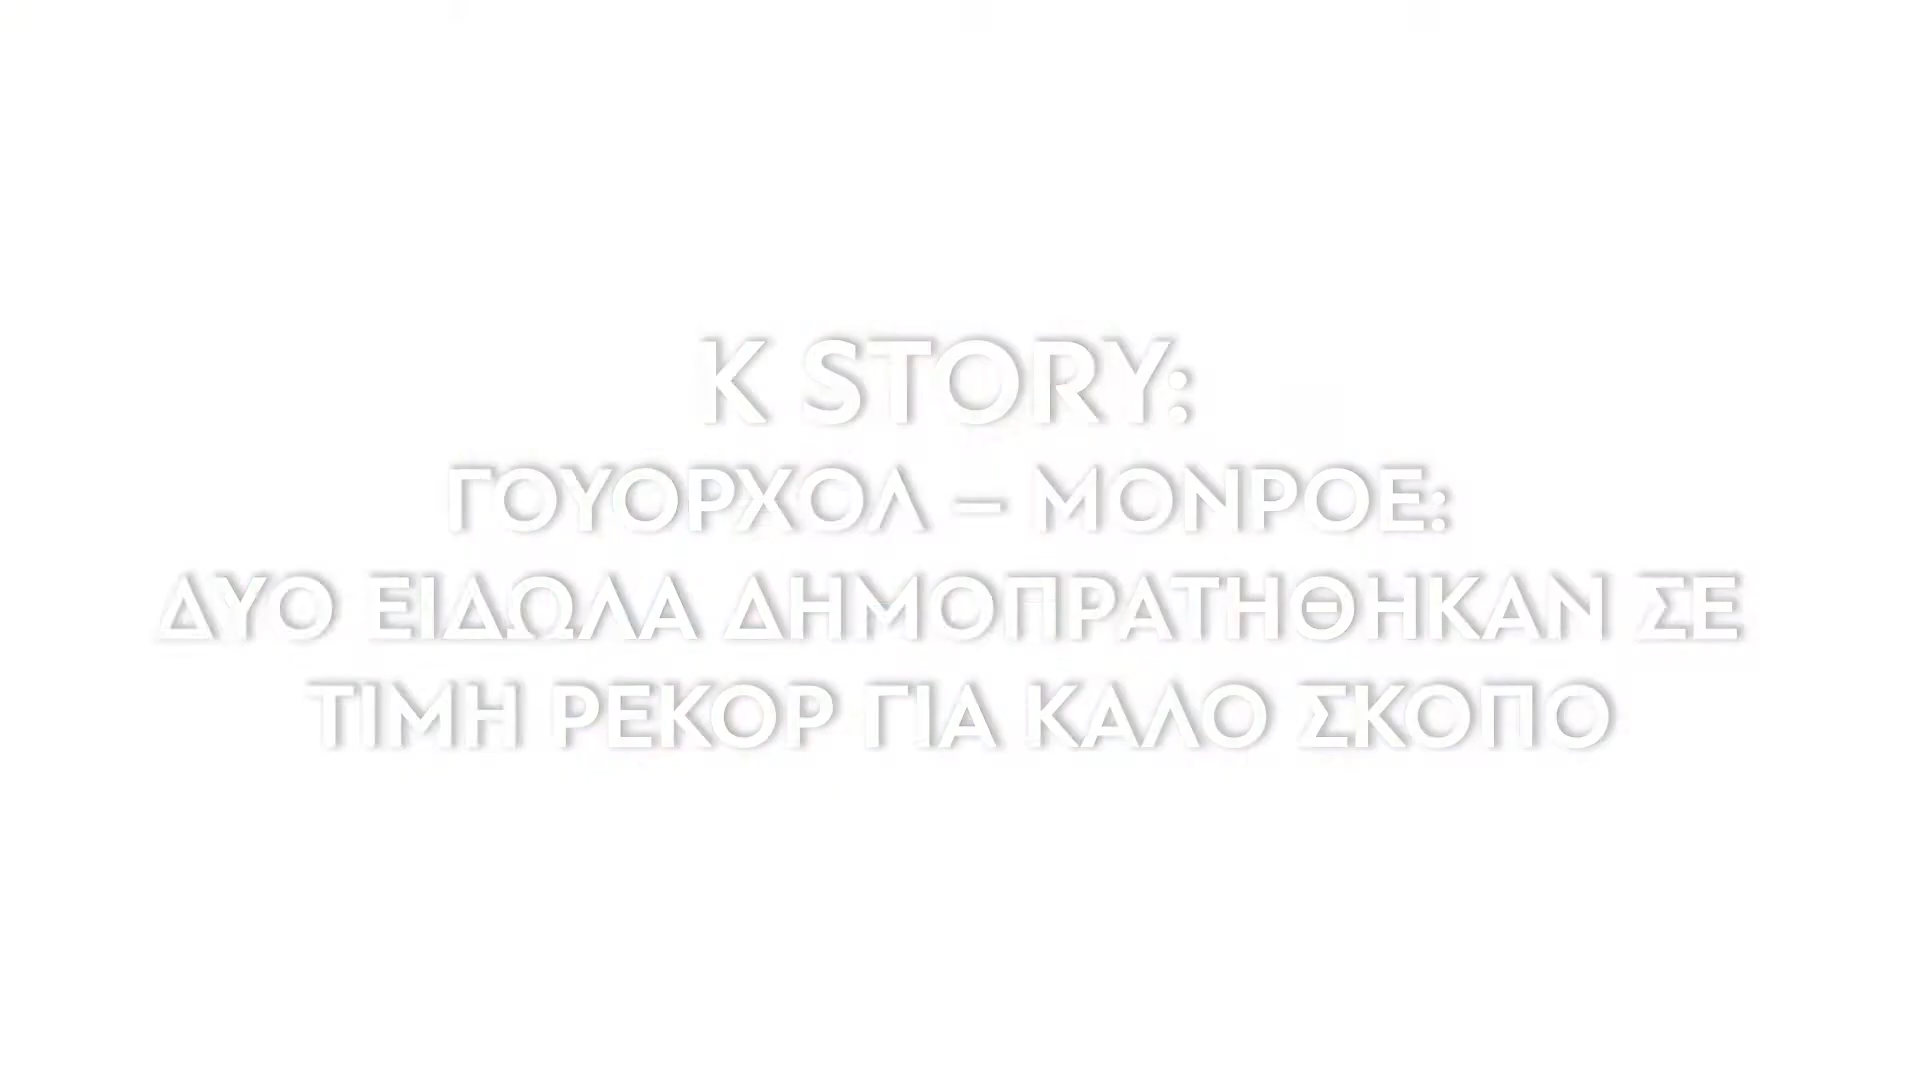 K STORY:
ΓΟΥΟΡΧΟΛ – ΜΟΝΡΟΕ:
ΔΥΟ ΕΙΔΩΛΑ ΔΗΜΟΠΡΑΤΗΘΗΚΑΝ ΣΕ
ΤΙΜΗ ΡΕΚΟΡ ΓΙΑ ΚΑΛΟ ΣΚΟΠΟ